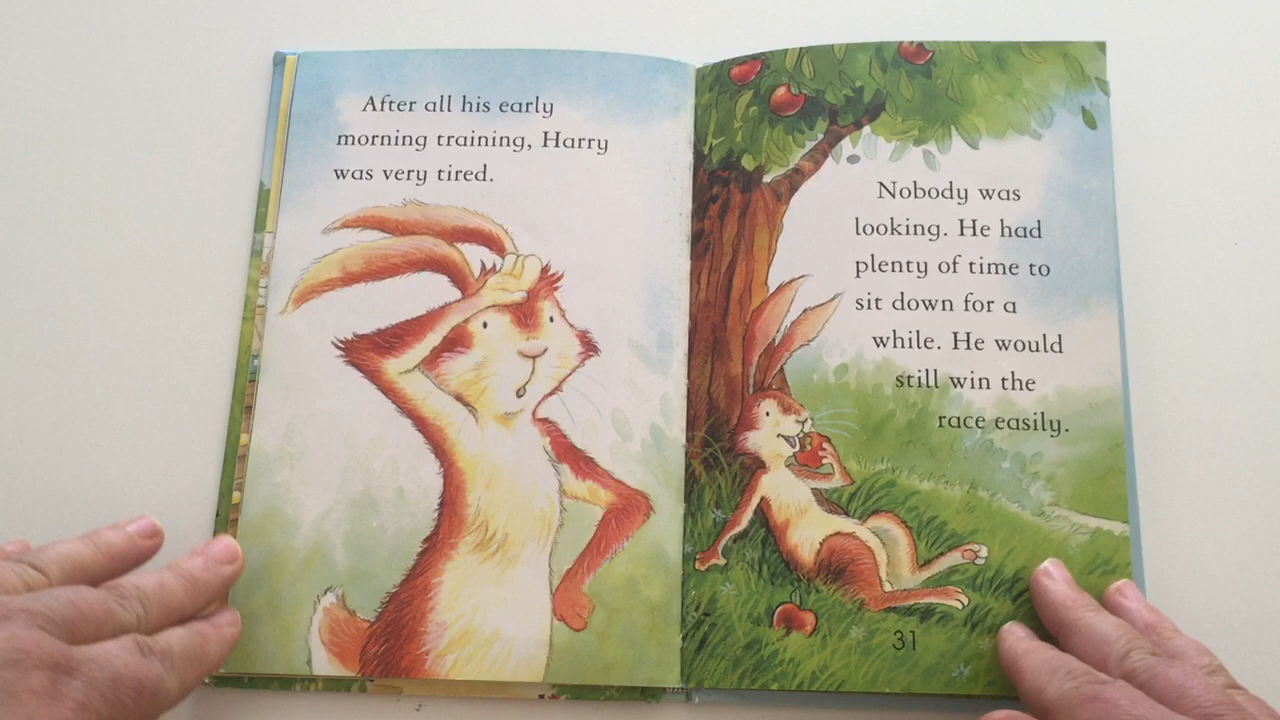 After all his early
morning training, Harry
was very tired.
Nobody was
looking. He had
plenty of time to
sit down for a
while. He would
still win the
race easily.
31